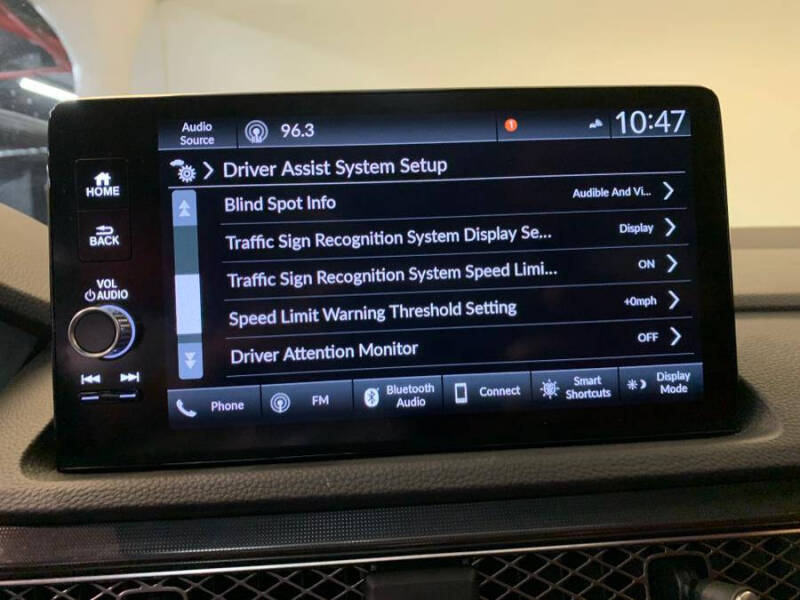 Audio
Source
96.3
1
10:47
Driver Assist System Setup
HOME
BACK
VOL
AUDIO
Blind Spot Info Audible And Vi...
Traffic Sign Recognition System Display Se... Display
Traffic Sign Recognition System Speed Limi... ON
Speed Limit Warning Threshold Setting +0mph
Driver Attention Monitor OFF
Phone
FM
Bluetooth
Audio
Connect
Smart
Shortcuts
Display
Mode